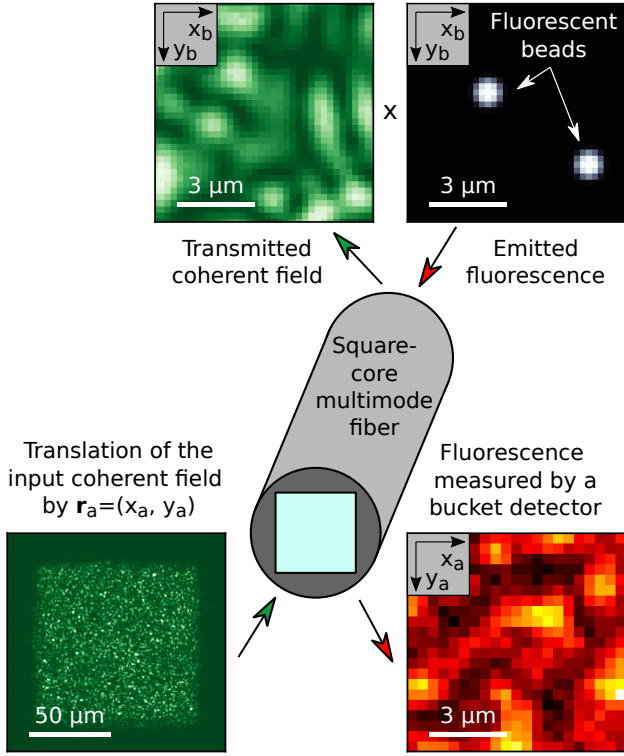 x_b
y_b
3 μm
x
x_b
y_b
Fluorescent
beads
3 μm
Transmitted
coherent field
Emitted
fluorescence
Square-
core
multimode
fiber
Translation of the
input coherent field
by r_a=(x_a, y_a)
50 μm
Fluorescence
measured by a
bucket detector
x_a
y_a
3 μm